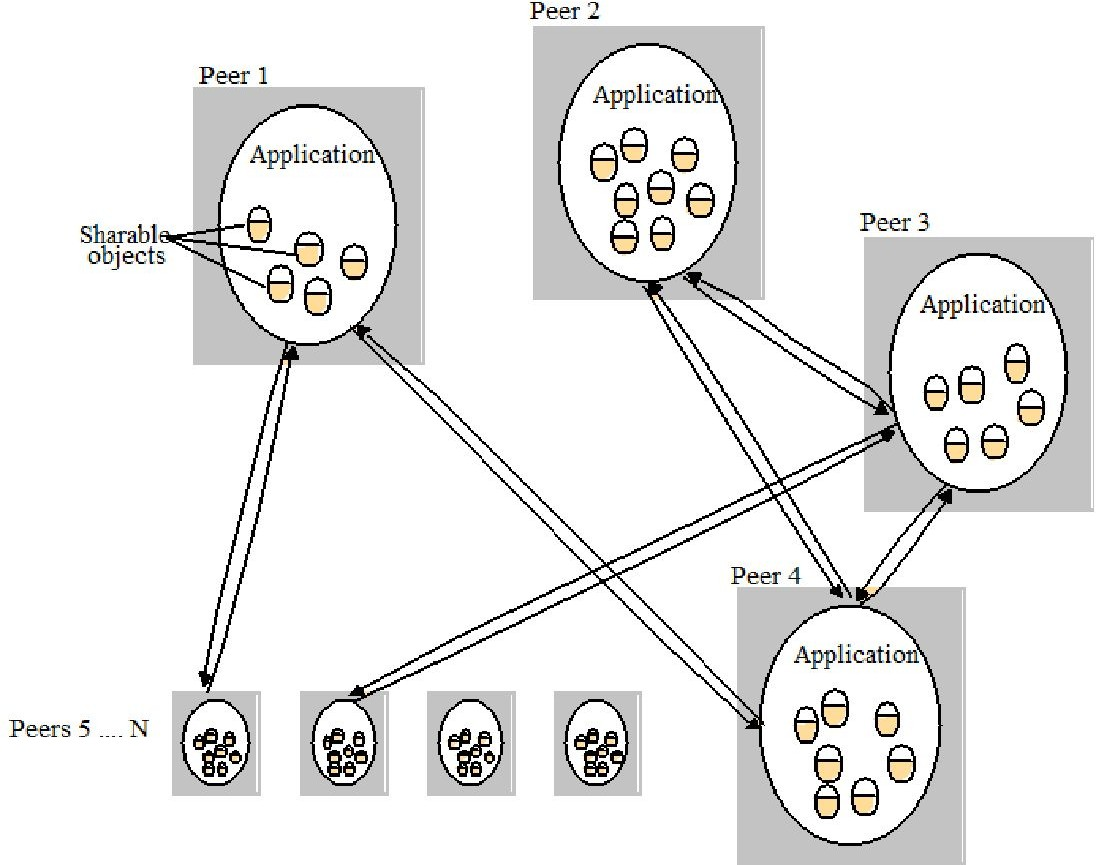 Peer 2
Application
Peer 1
Application
Sharable
objects
Peer 3
Application
Peer 4
Application
Peers 5 .... N